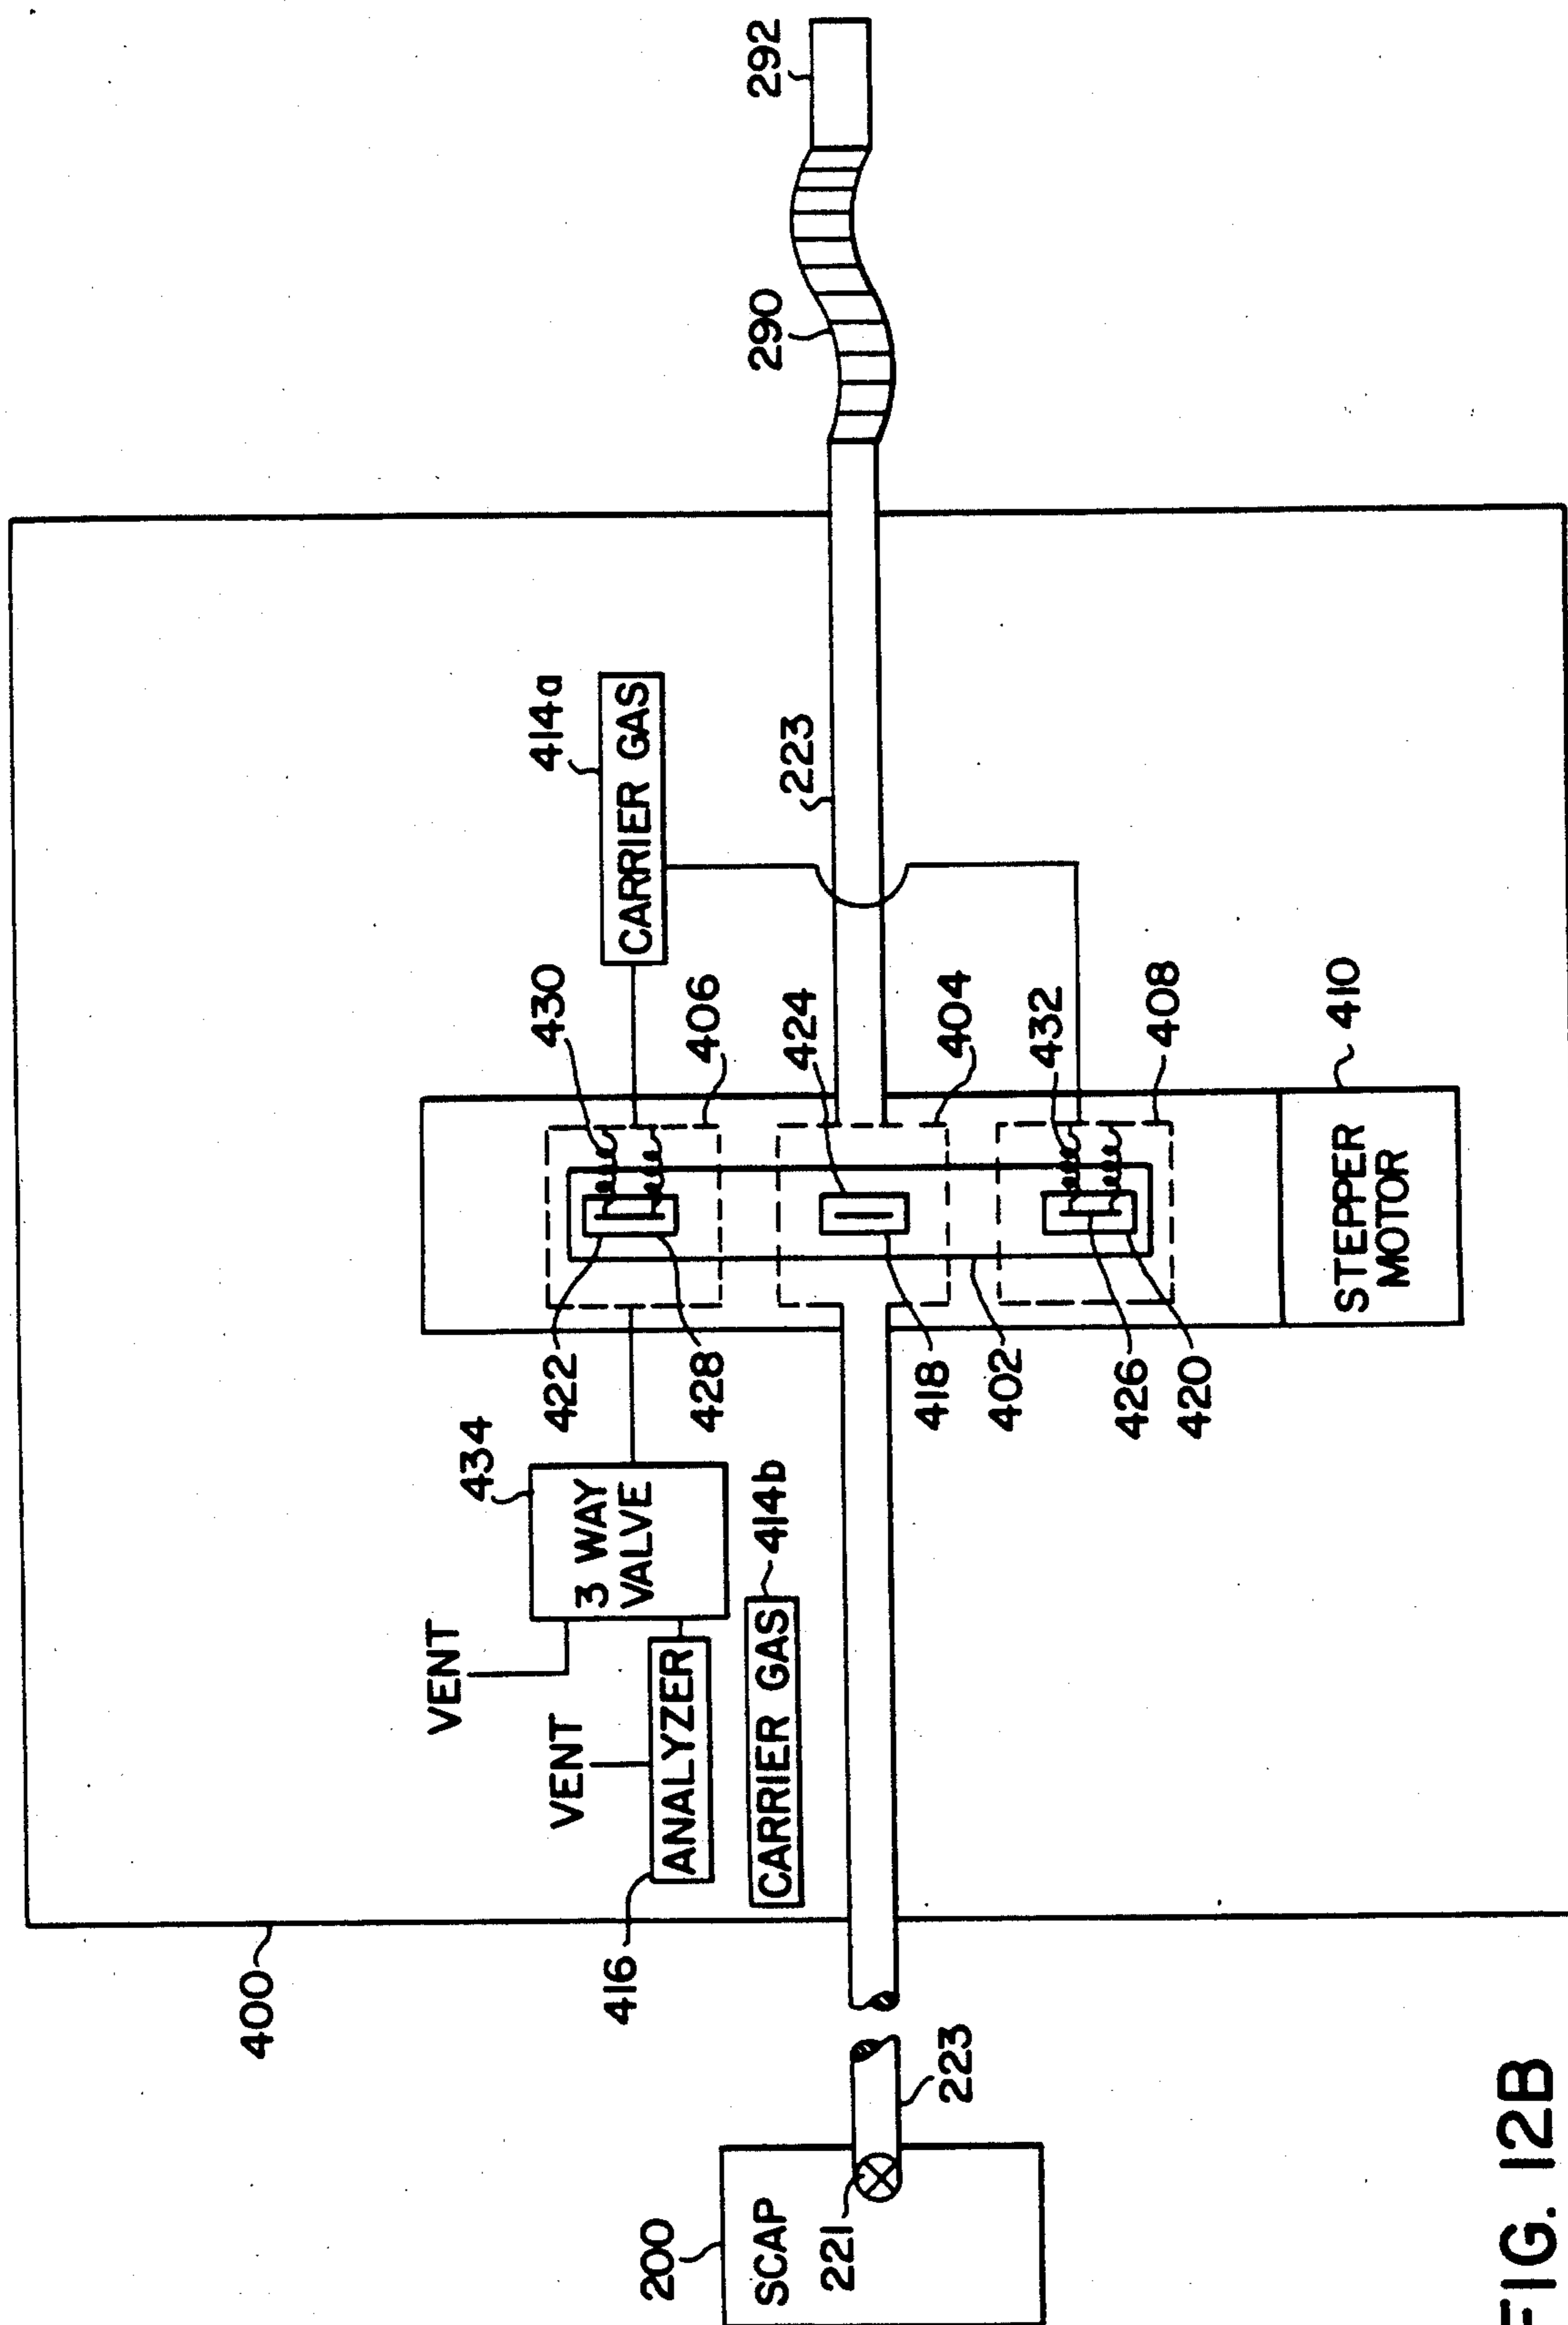 400
VENT
434
3 WAY
VALVE
VENT
416
ANALYZER
CARRIER GAS
414b
422
428
430
406
414a
CARRIER GAS
424
404
223
418
402
432
408
426
420
410
STEPPER
MOTOR
290
292
200
SCAP
221
223
FIG. 12B